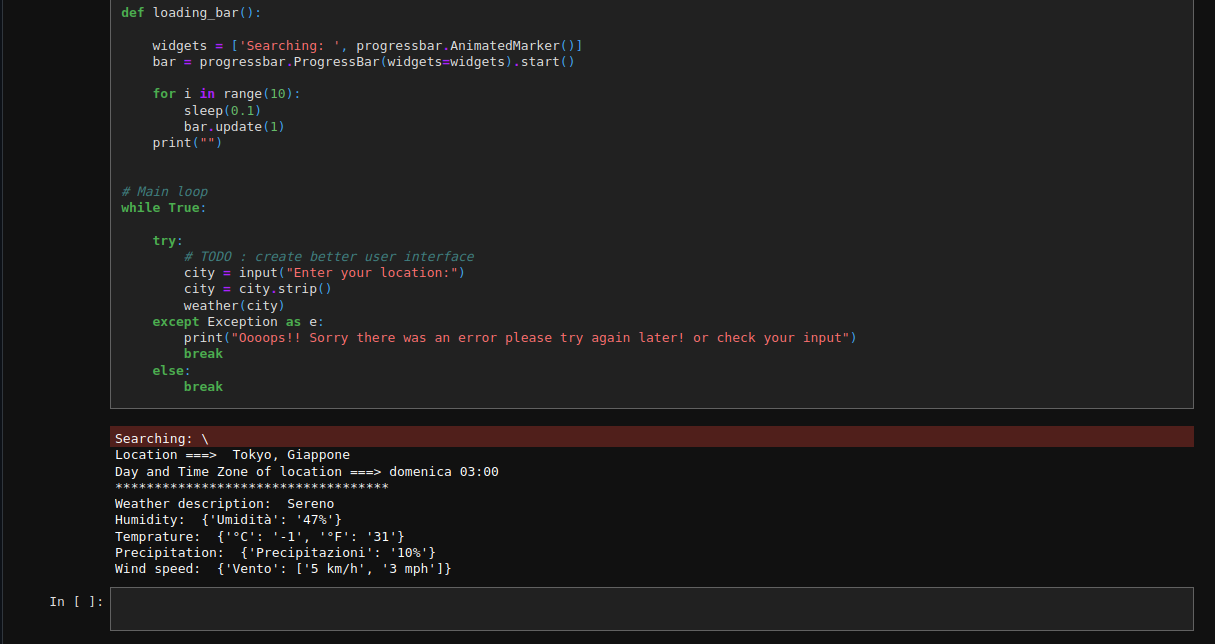 def loading_bar():
    widgets = ['Searching: ', progressbar.AnimatedMarker()]
    bar = progressbar.ProgressBar(widgets=widgets).start()
    for i in range(10):
        sleep(0.1)
        bar.update(1)
    print("")
# Main loop
while True:
    try:
        # TODO : create better user interface
        city = input("Enter your location:")
        city = city.strip()
        weather(city)
    except Exception as e:
        print("Oooops!! Sorry there was an error please try again later! or check your input")
        break
    else:
        break
Searching: \
Location ===>  Tokyo, Giappone
Day and Time Zone of location ===> domenica 03:00
***********************************
Weather description:  Sereno
Humidity:  {'Umidità': '47%'}
Temprature:  {'°C': '-1', '°F': '31'}
Precipitation:  {'Precipitazioni': '10%'}
Wind speed:  {'Vento': ['5 km/h', '3 mph']}
In [ ]: